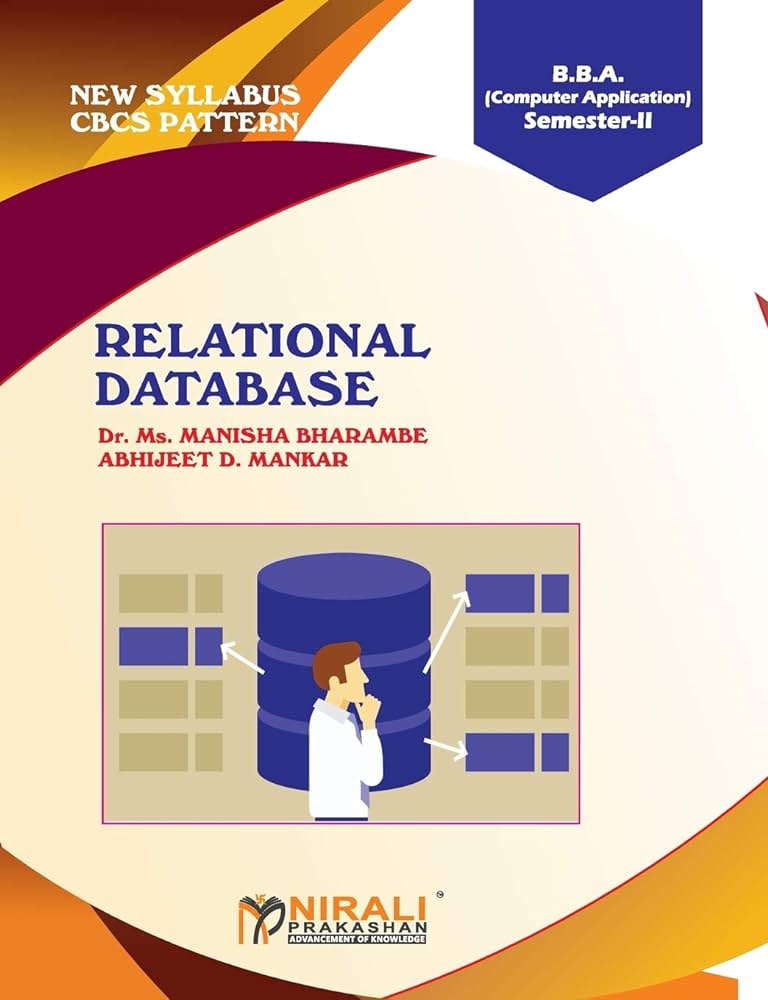 NEW SYLLABUS
CBCS PATTERN
B.B.A.
(Computer Application)
Semester-II
RELATIONAL
DATABASE
Dr. Ms. MANISHA BHARAMBE
ABHIJEET D. MANKAR
NIRALI
PRAKASHAN
ADVANCEMENT OF KNOWLEDGE